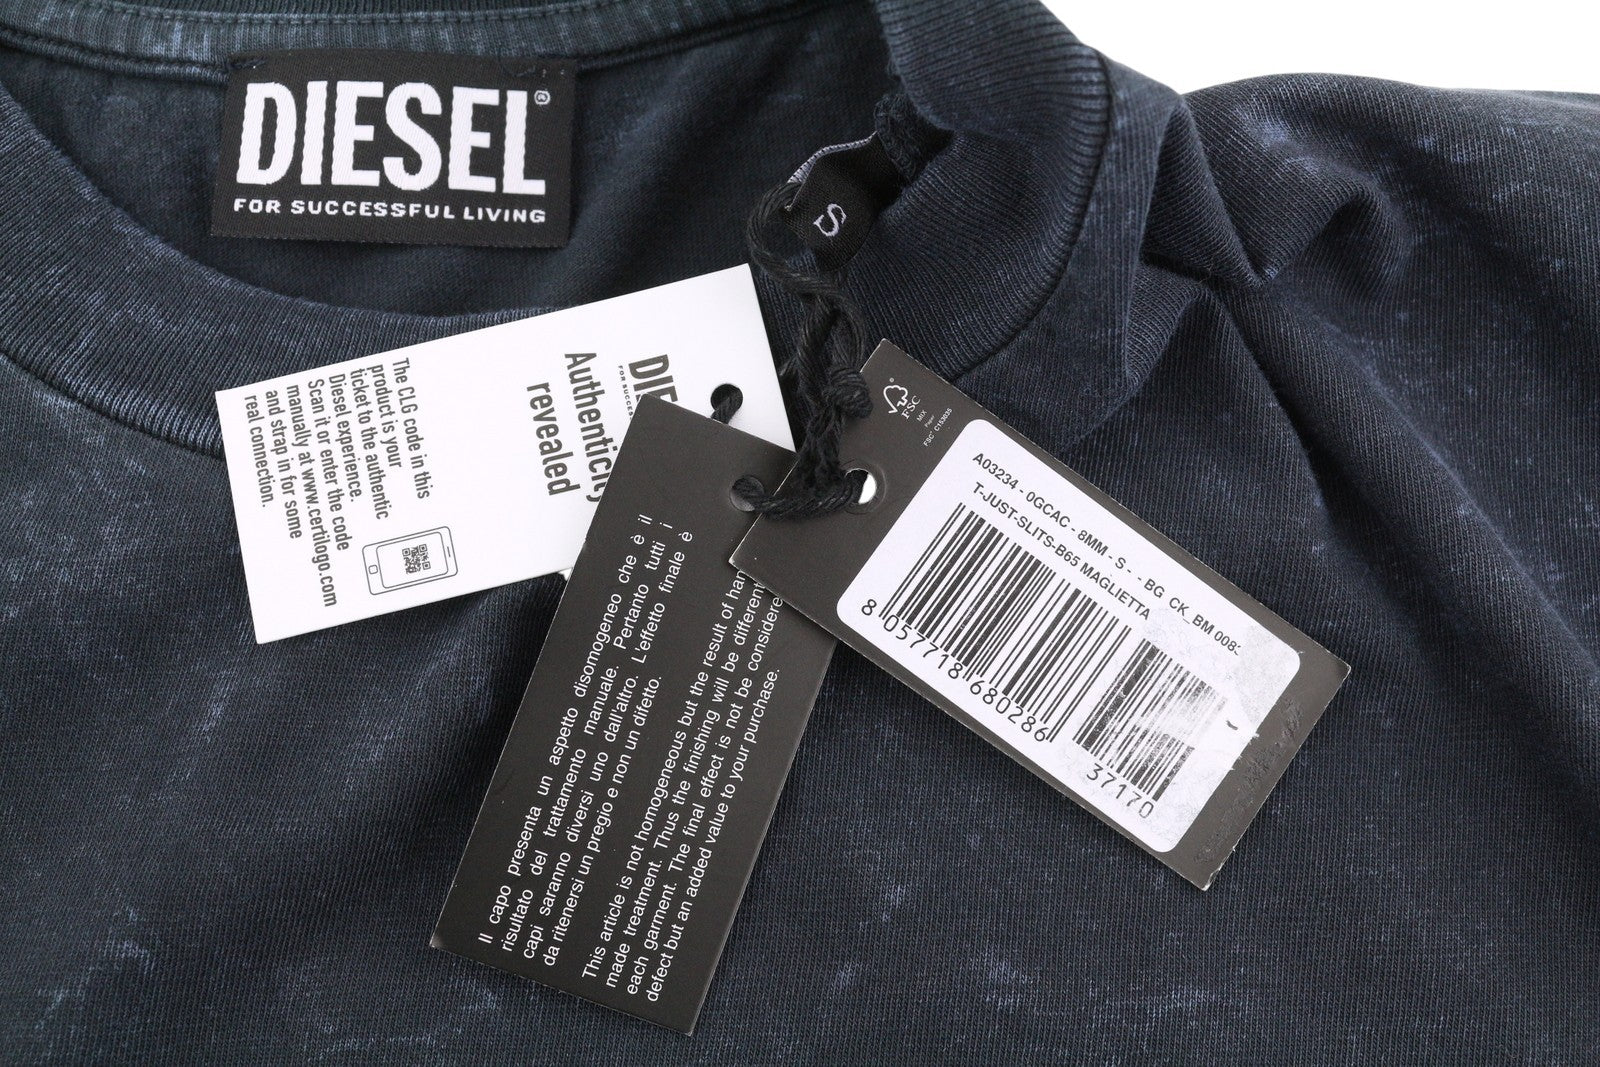 DIESEL®
FOR SUCCESSFUL LIVING
S
Authenticity
revealed
The CLG code in this
product is your
ticket to the authentic
Diesel experience.
Scan it or enter the code
manually at www.certilogo.com
and strap in for some
real connection.
Il capo presenta un aspetto disomogeneo che è il
risultato del trattamento manuale. Pertanto tutti i
capi saranno diversi uno dall'altro. L'effetto finale è
da ritenersi un pregio e non un difetto.
This article is not homogeneous but the result of
made treatment. Thus the finishing will be different
each garment. The final effect is not be
defect but an added value to your purchase.
FSC
MIX
Paper
FSC® C153035
A03234 - 0GCAC - 8MM - S - - BG CK_BM
T-JUST-SLITS-B65 MAGLIETTA
8 057718 680286
37170